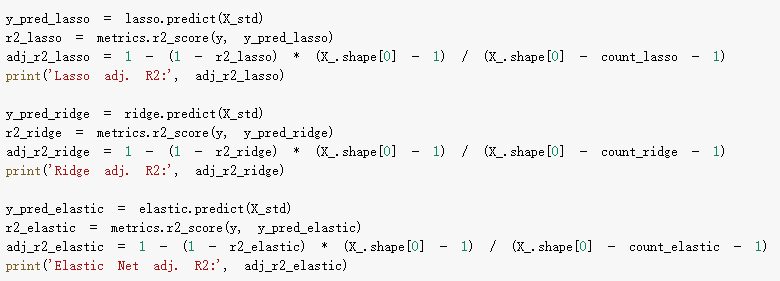 y_pred_lasso = lasso.predict(X_std)
r2_lasso = metrics.r2_score(y, y_pred_lasso)
adj_r2_lasso = 1 - (1 - r2_lasso) * (X_.shape[0] - 1) / (X_.shape[0] - count_lasso - 1)
print('Lasso adj. R2:', adj_r2_lasso)
y_pred_ridge = ridge.predict(X_std)
r2_ridge = metrics.r2_score(y, y_pred_ridge)
adj_r2_ridge = 1 - (1 - r2_ridge) * (X_.shape[0] - 1) / (X_.shape[0] - count_ridge - 1)
print('Ridge adj. R2:', adj_r2_ridge)
y_pred_elastic = elastic.predict(X_std)
r2_elastic = metrics.r2_score(y, y_pred_elastic)
adj_r2_elastic = 1 - (1 - r2_elastic) * (X_.shape[0] - 1) / (X_.shape[0] - count_elastic - 1)
print('Elastic Net adj. R2:', adj_r2_elastic)